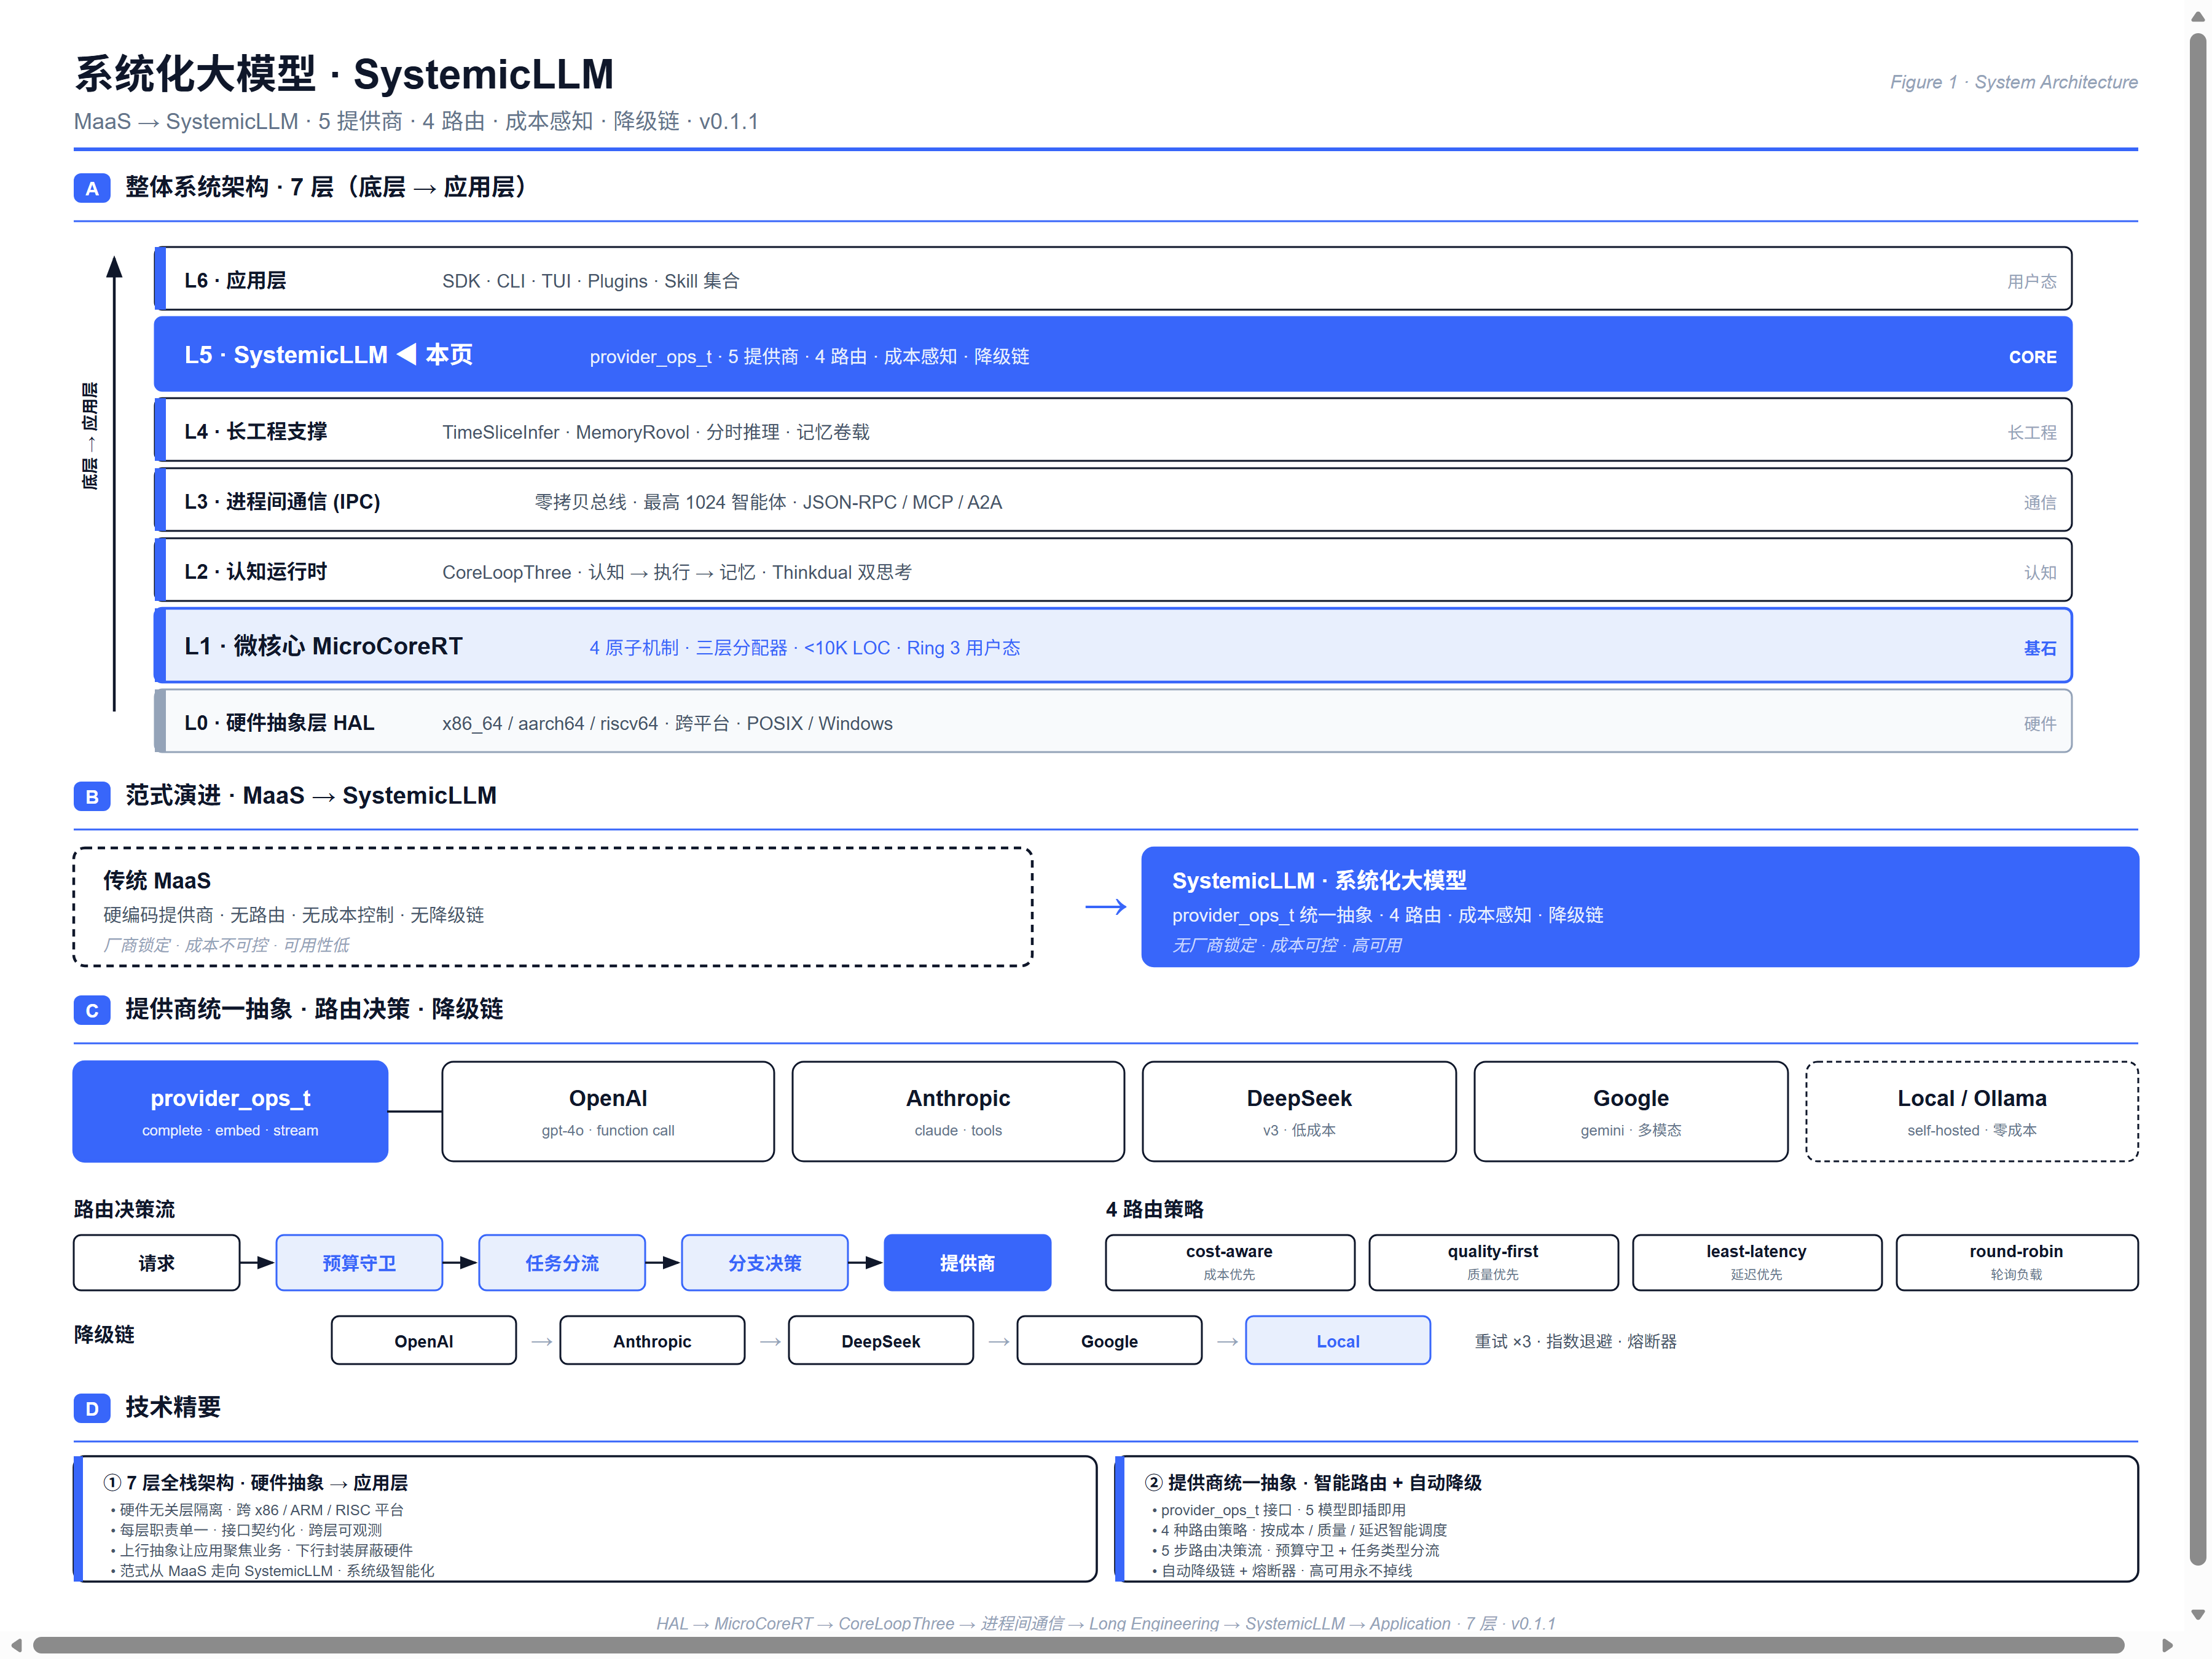 系统化大模型 · SystemicLLM
Figure 1 · System Architecture
MaaS → SystemicLLM · 5 提供商 · 4 路由 · 成本感知 · 降级链 · v0.1.1
A 整体系统架构 · 7 层（底层 → 应用层）
底层 → 应用层
L6 · 应用层 SDK · CLI · TUI · Plugins · Skill 集合 用户态
L5 · SystemicLLM ◀ 本页 provider_ops_t · 5 提供商 · 4 路由 · 成本感知 · 降级链 CORE
L4 · 长工程支撑 TimeSliceInfer · MemoryRovol · 分时推理 · 记忆卷载 长工程
L3 · 进程间通信 (IPC) 零拷贝总线 · 最高 1024 智能体 · JSON-RPC / MCP / A2A 通信
L2 · 认知运行时 CoreLoopThree · 认知 → 执行 → 记忆 · Thinkdual 双思考 认知
L1 · 微核心 MicroCoreRT 4 原子机制 · 三层分配器 · <10K LOC · Ring 3 用户态 基石
L0 · 硬件抽象层 HAL x86_64 / aarch64 / riscv64 · 跨平台 · POSIX / Windows 硬件
B 范式演进 · MaaS → SystemicLLM
传统 MaaS
硬编码提供商 · 无路由 · 无成本控制 · 无降级链
厂商锁定 · 成本不可控 · 可用性低
→
SystemicLLM · 系统化大模型
provider_ops_t 统一抽象 · 4 路由 · 成本感知 · 降级链
无厂商锁定 · 成本可控 · 高可用
C 提供商统一抽象 · 路由决策 · 降级链
provider_ops_t
complete · embed · stream
OpenAI
gpt-4o · function call
Anthropic
claude · tools
DeepSeek
v3 · 低成本
Google
gemini · 多模态
Local / Ollama
self-hosted · 零成本
路由决策流
请求
预算守卫
任务分流
分支决策
提供商
4 路由策略
cost-aware
成本优先
quality-first
质量优先
least-latency
延迟优先
round-robin
轮询负载
降级链
OpenAI → Anthropic → DeepSeek → Google → Local
重试 ×3 · 指数退避 · 熔断器
D 技术精要
① 7 层全栈架构 · 硬件抽象 → 应用层
• 硬件无关层隔离 · 跨 x86 / ARM / RISC 平台
• 每层职责单一 · 接口契约化 · 跨层可观测
• 上行抽象让应用聚焦业务 · 下行封装屏蔽硬件
• 范式从 MaaS 走向 SystemicLLM · 系统级智能化
② 提供商统一抽象 · 智能路由 + 自动降级
• provider_ops_t 接口 · 5 模型即插即用
• 4 种路由策略 · 按成本 / 质量 / 延迟智能调度
• 5 步路由决策流 · 预算守卫 + 任务类型分流
• 自动降级链 + 熔断器 · 高可用永不掉线
HAL → MicroCoreRT → CoreLoopThree → 进程间通信 → Long Engineering → SystemicLLM → Application · 7 层 · v0.1.1